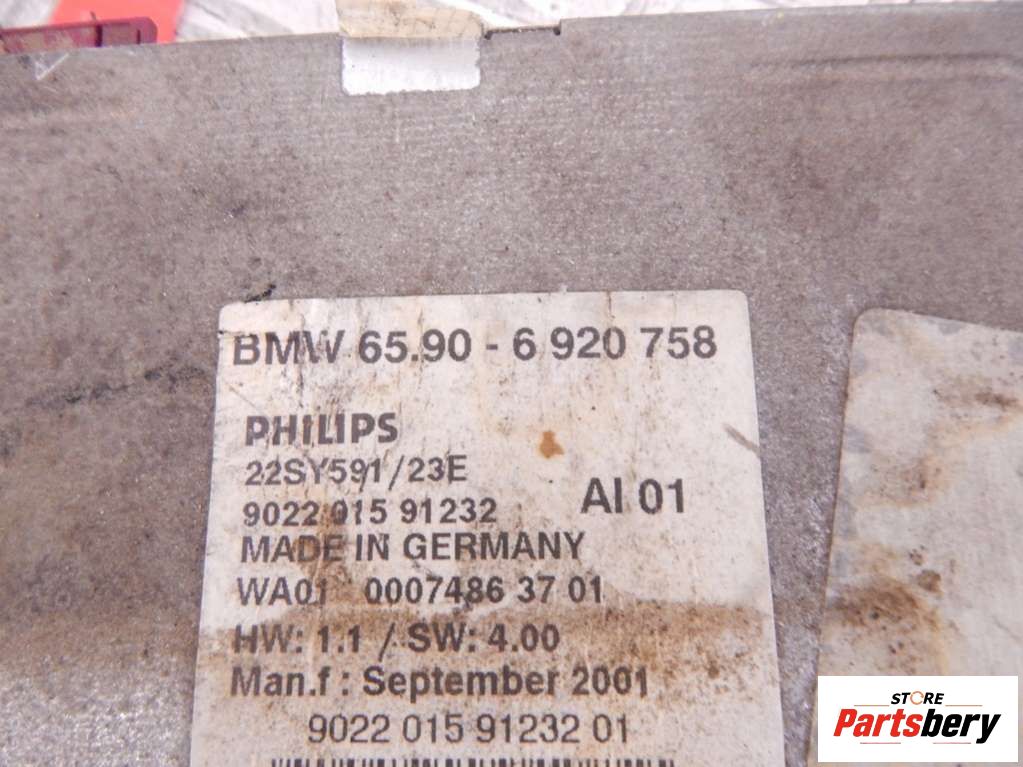 BMW 65.90 - 6 920 758
PHILIPS
22SY591/23E
9022 015 91232
AI 01
MADE IN GERMANY
WA01 0007486 37 01
HW: 1.1 / SW: 4.00
Man.f : September 2001
9022 015 91232 01
STORE
Partsbery